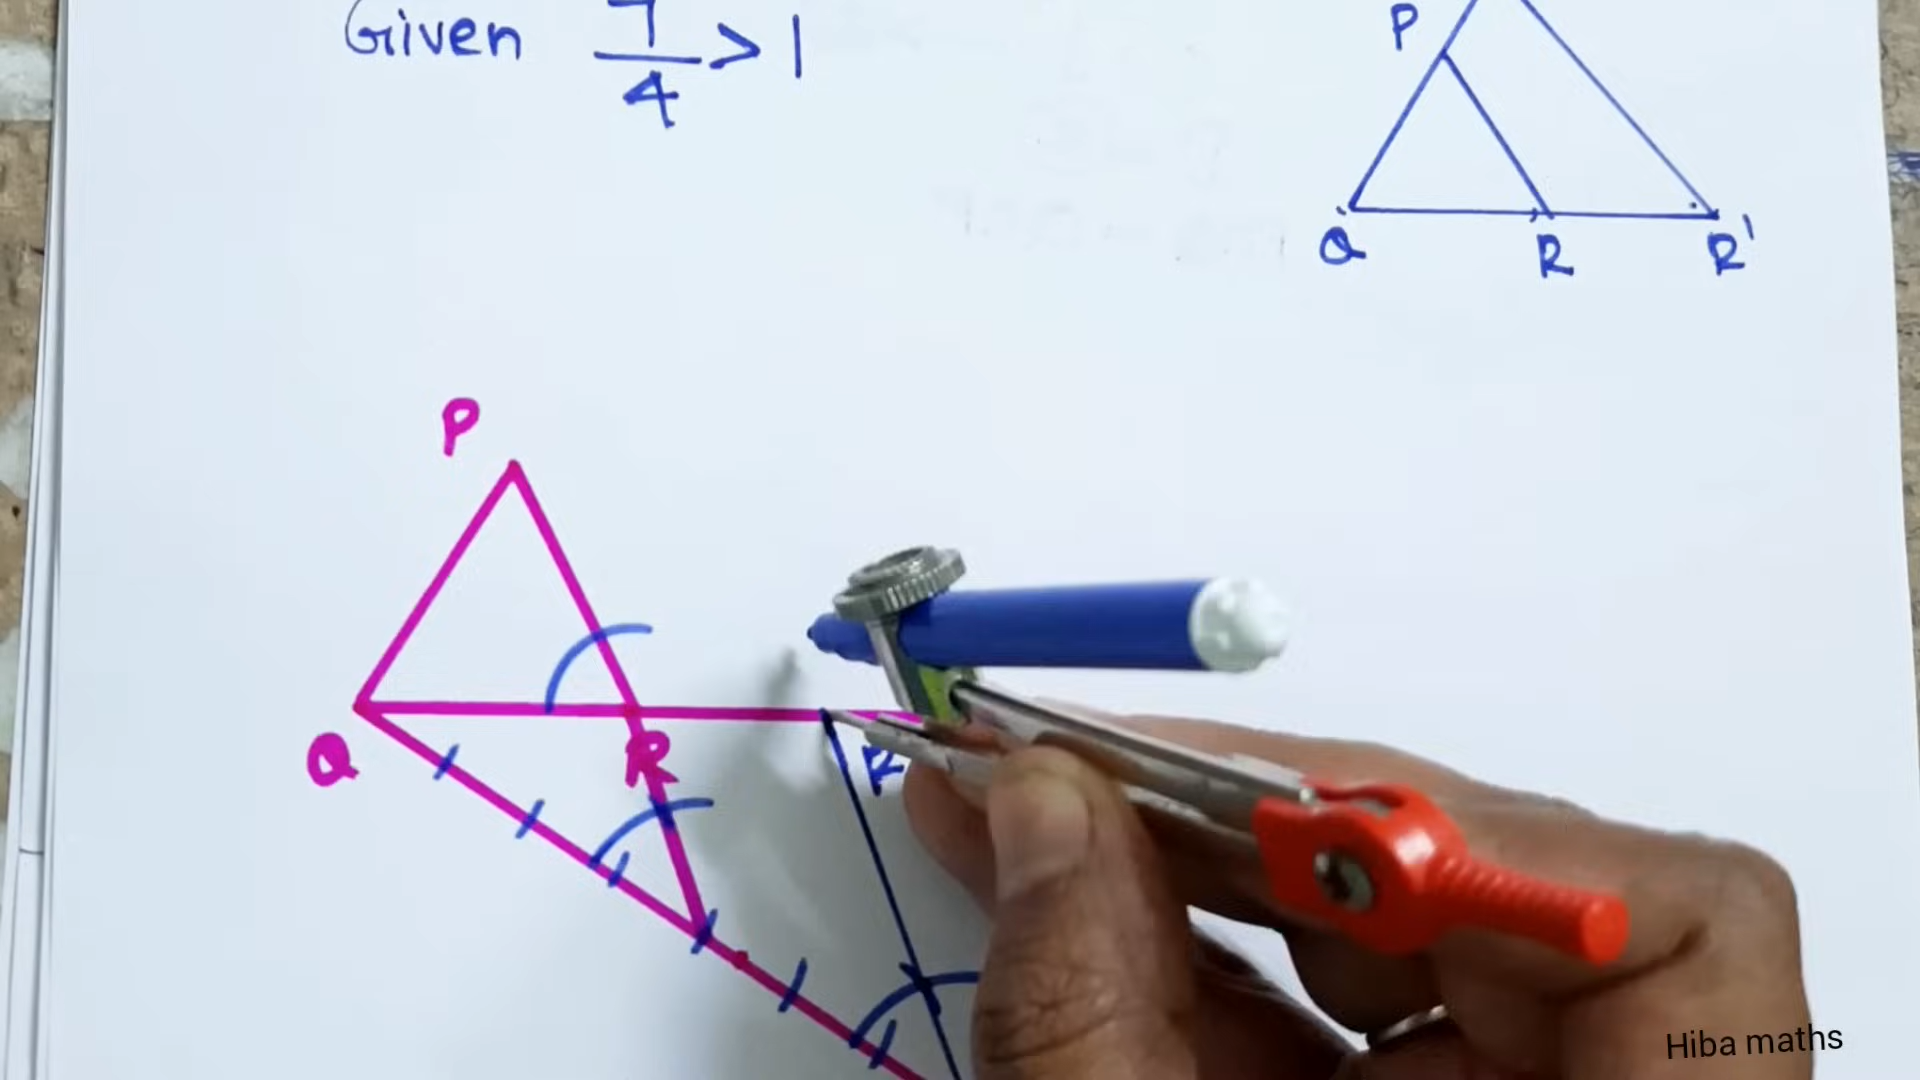 Given 7/4 > 1
P
Q R R'
P
Q R R
Hiba maths